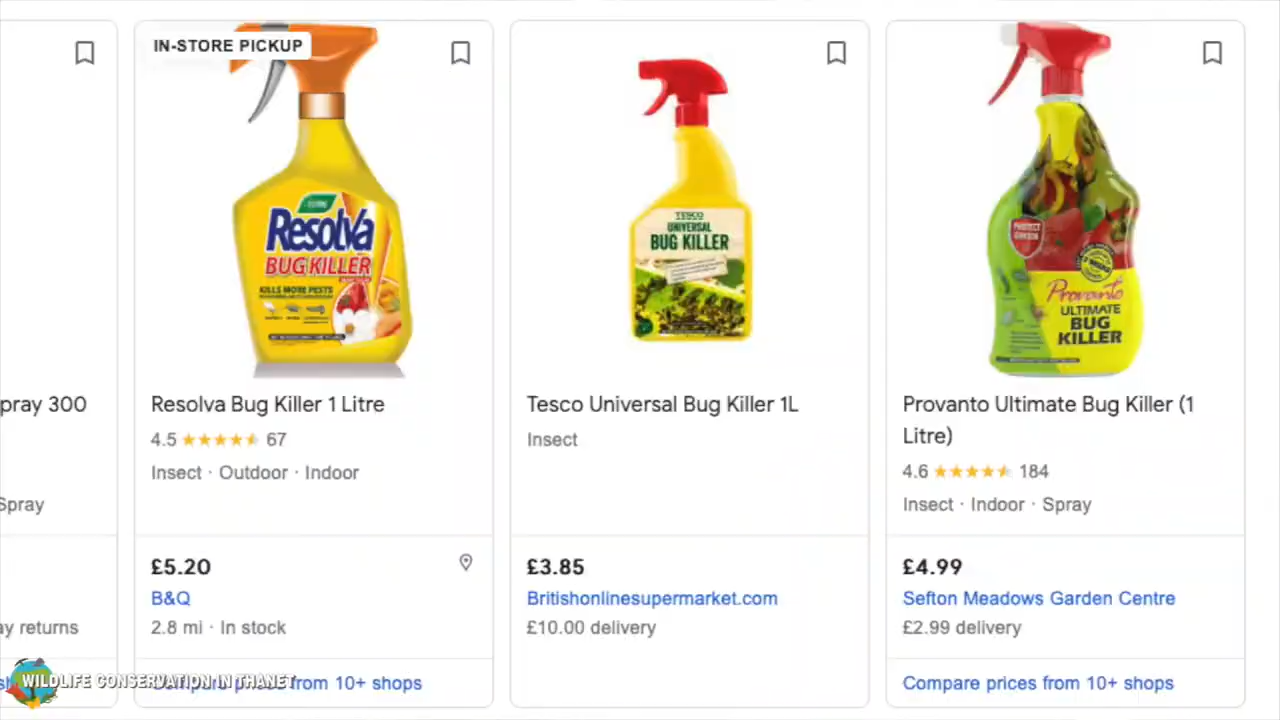 IN-STORE PICKUP
Resolva
BUG KILLER
KILLS MORE PESTS
TESCO
UNIVERSAL
BUG KILLER
PROVANTO
GARDEN
Provanto
ULTIMATE
BUG
KILLER
pray 300
Spray
ay returns
Resolva Bug Killer 1 Litre
4.5 67
Insect · Outdoor · Indoor
£5.20
B&Q
2.8 mi · In stock
from 10+ shops
Tesco Universal Bug Killer 1L
Insect
£3.85
Britishonlinesupermarket.com
£10.00 delivery
Provanto Ultimate Bug Killer (1
Litre)
4.6 184
Insect · Indoor · Spray
£4.99
Sefton Meadows Garden Centre
£2.99 delivery
Compare prices from 10+ shops
WILDLIFE CONSERVATION IN THANET